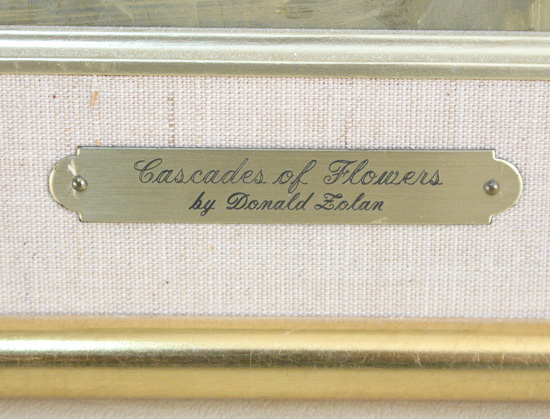 Cascades of Flowers
by Donald Zolan